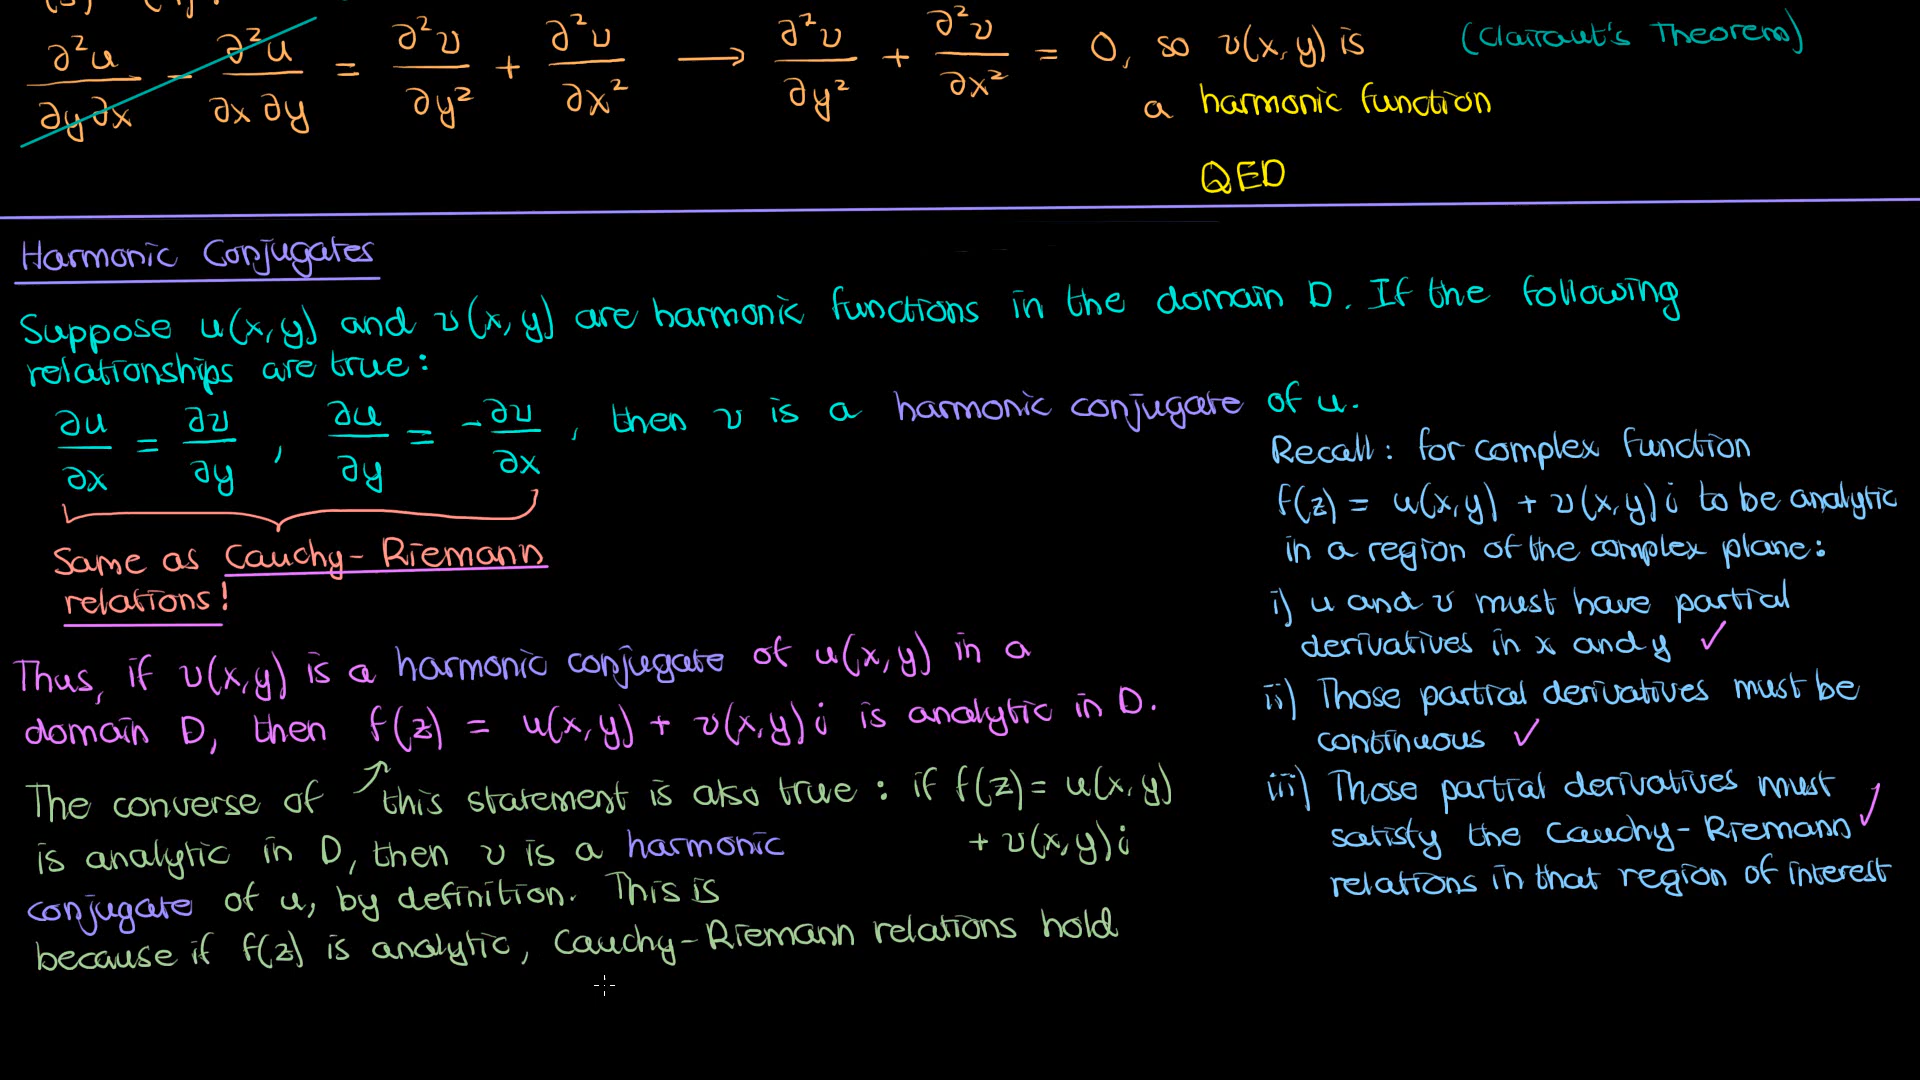 ∂²u/∂y∂x − ∂²u/∂x∂y = ∂²v/∂y² + ∂²v/∂x² ⟶ ∂²v/∂y² + ∂²v/∂x² = 0, so v(x,y) is (Clairaut's Theorem)
a harmonic function
QED
Harmonic Conjugates
Suppose u(x,y) and v(x,y) are harmonic functions in the domain D. If the following
relationships are true:
∂u/∂x = ∂v/∂y , ∂u/∂y = -∂v/∂x , then v is a harmonic conjugate of u.
Same as Cauchy-Riemann
relations!
Thus, if v(x,y) is a harmonic conjugate of u(x,y) in a
domain D, then f(z) = u(x,y) + v(x,y)i is analytic in D.
The converse of this statement is also true: if f(z) = u(x,y)
+ v(x,y)i
is analytic in D, then v is a harmonic
conjugate of u, by definition. This is
because if f(z) is analytic, Cauchy-Riemann relations hold
Recall: for complex function
f(z) = u(x,y) + v(x,y)i to be analytic
in a region of the complex plane:
i) u and v must have partial
derivatives in x and y ✓
ii) Those partial derivatives must be
continuous ✓
iii) Those partial derivatives must
satisfy the Cauchy-Riemann ✓
relations in that region of interest